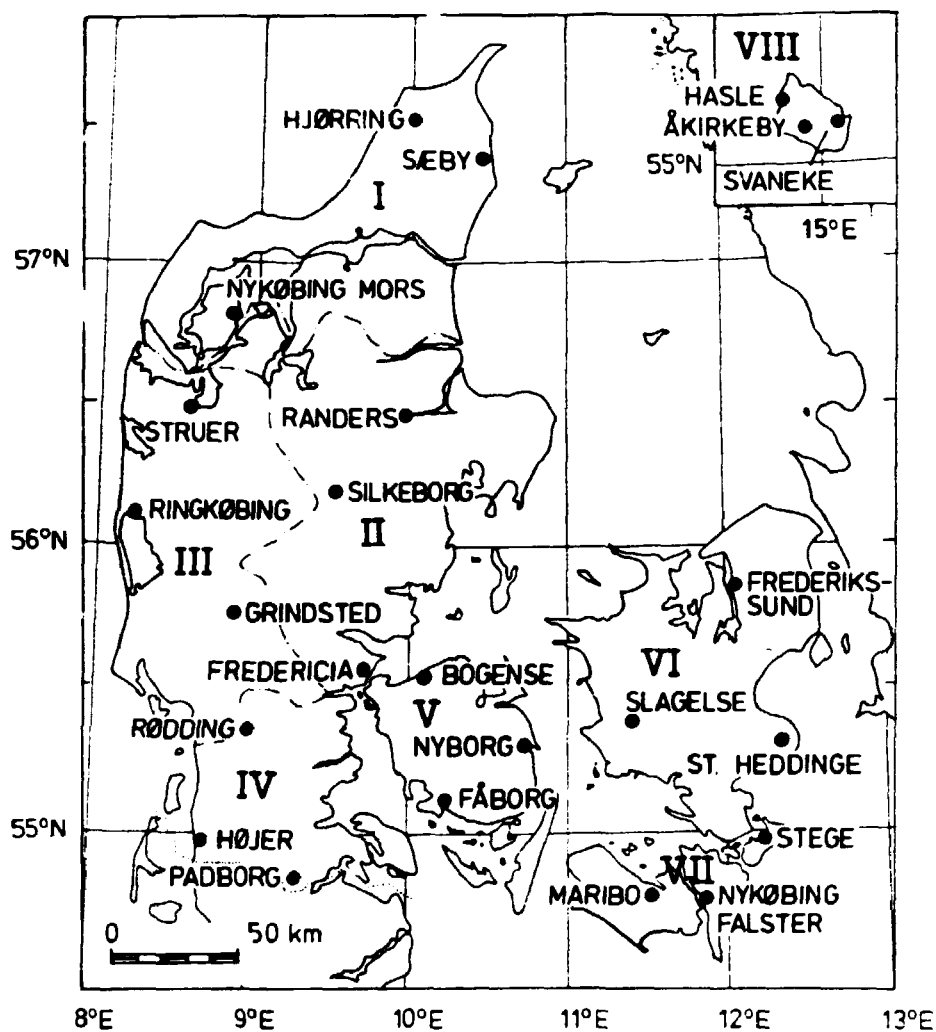 VIII
HASLE
HJØRRING
ÅKIRKEBY
SÆBY
55°N
SVANEKE
I
15°E
57°N
NYKØBING MORS
STRUER
RANDERS
SILKEBORG
RINGKØBING
II
56°N
III
FREDERIKS-
SUND
GRINDSTED
VI
FREDERICIA
BOGENSE
SLAGELSE
V
RØDDING
NYBORG
ST. HEDDINGE
IV
FÅBORG
55°N
HØJER
STEGE
VII
PADBORG
MARIBO
NYKØBING
FALSTER
0 50 km
8°E 9°E 10°E 11°E 12°E 13°E